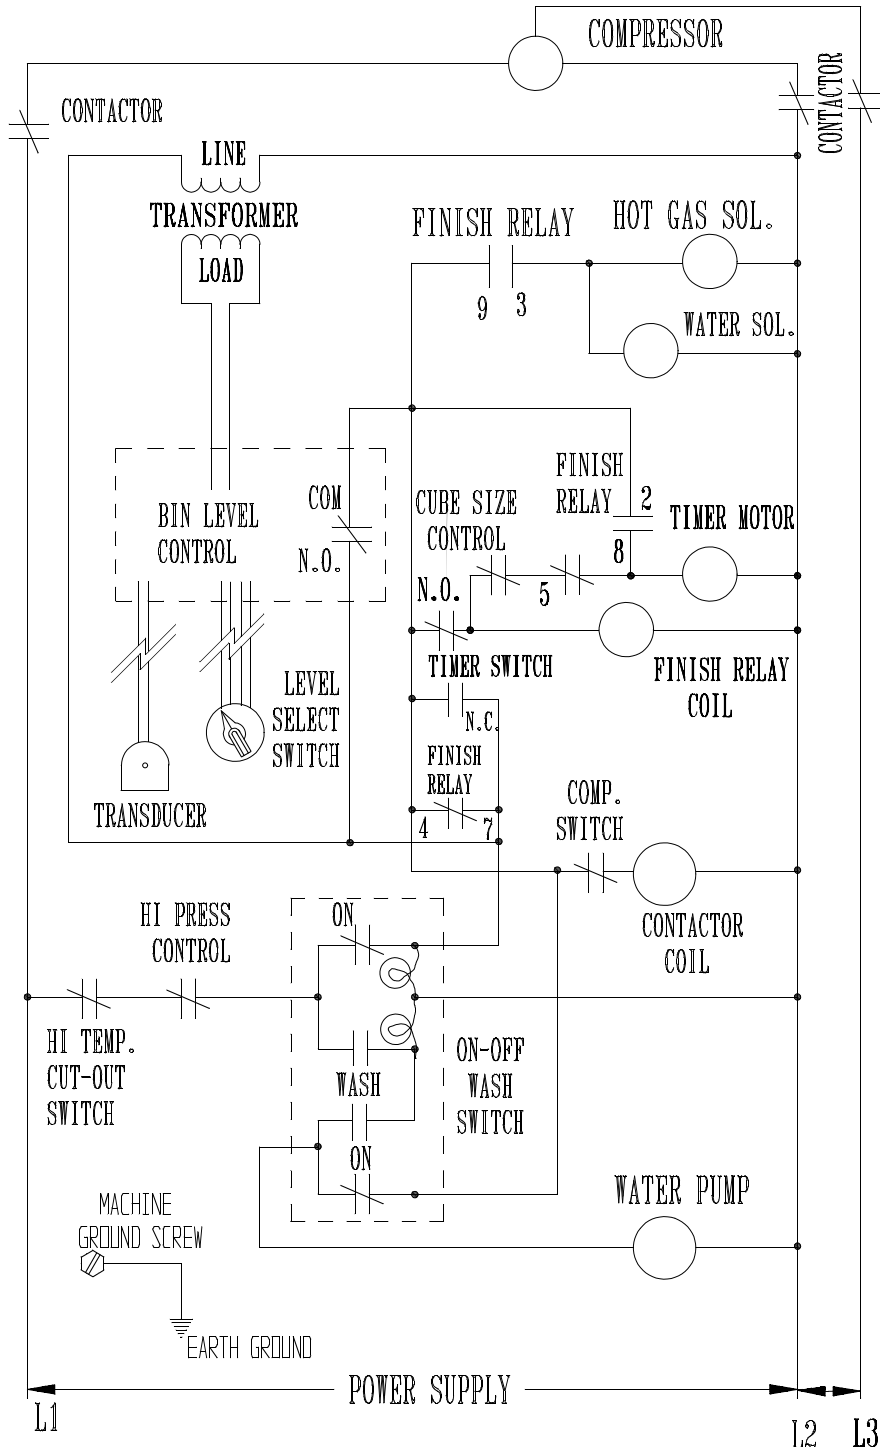 COMPRESSOR
CONTACTOR
CONTACTOR
LINE
TRANSFORMER
LOAD
FINISH RELAY
9 3
HOT GAS SOL.
WATER SOL.
BIN LEVEL
CONTROL
COM
N.O.
CUBE SIZE
CONTROL
FINISH
RELAY
2
8
5
TIMER MOTOR
N.O.
TIMER SWITCH
N.C.
FINISH RELAY
COIL
LEVEL
SELECT
SWITCH
TRANSDUCER
FINISH
RELAY
4 7
COMP.
SWITCH
CONTACTOR
COIL
HI PRESS
CONTROL
HI TEMP.
CUT-OUT
SWITCH
ON
WASH
ON
ON-OFF
WASH
SWITCH
WATER PUMP
MACHINE
GROUND SCREW
EARTH GROUND
POWER SUPPLY
L1
L2
L3